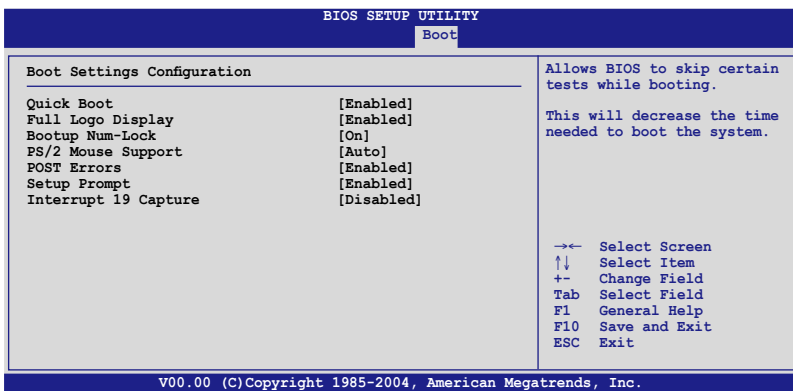 BIOS SETUP UTILITY
Boot
Boot Settings Configuration
Quick Boot [Enabled]
Full Logo Display [Enabled]
Bootup Num-Lock [On]
PS/2 Mouse Support [Auto]
POST Errors [Enabled]
Setup Prompt [Enabled]
Interrupt 19 Capture [Disabled]
Allows BIOS to skip certain
tests while booting.
This will decrease the time
needed to boot the system.
→← Select Screen
↑↓ Select Item
+- Change Field
Tab Select Field
F1 General Help
F10 Save and Exit
ESC Exit
V00.00 (C)Copyright 1985-2004, American Megatrends, Inc.